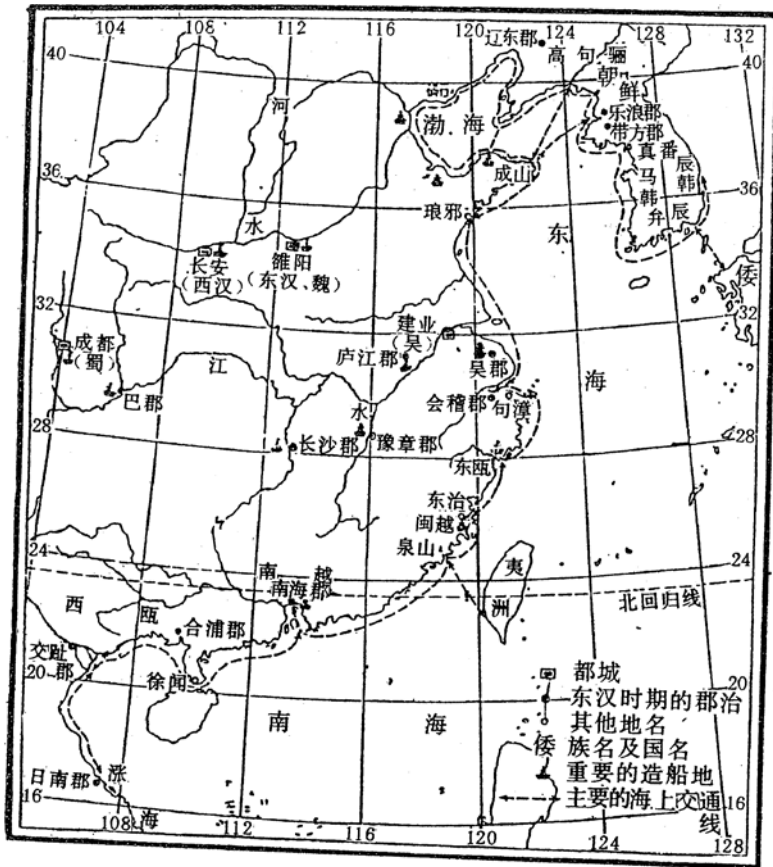 104 108 112 116 120 124 128 132
辽东郡
高句骊
40
40
朝鲜
河
渤海
乐浪郡
带方郡
真番
36
成山
马韩
辰韩
36
琅邪
弁辰
水
东
长安
(西汉)
雒阳
(东汉、魏)
倭
32
建业
(吴)
32
成都
(蜀)
庐江郡
吴郡
江
海
巴郡
会稽郡
句漳
水
28
长沙郡
豫章郡
28
东瓯
东治
闽越
泉山
24
南越
夷洲
24
南海郡
北回归线
西瓯
合浦郡
交趾郡
都城
20
徐闻
20
东汉时期的郡治
南海
其他地名
倭 族名及国名
日南郡
涨海
重要的造船地
16
主要的海上交通线
16
108 112 116 120 124 128